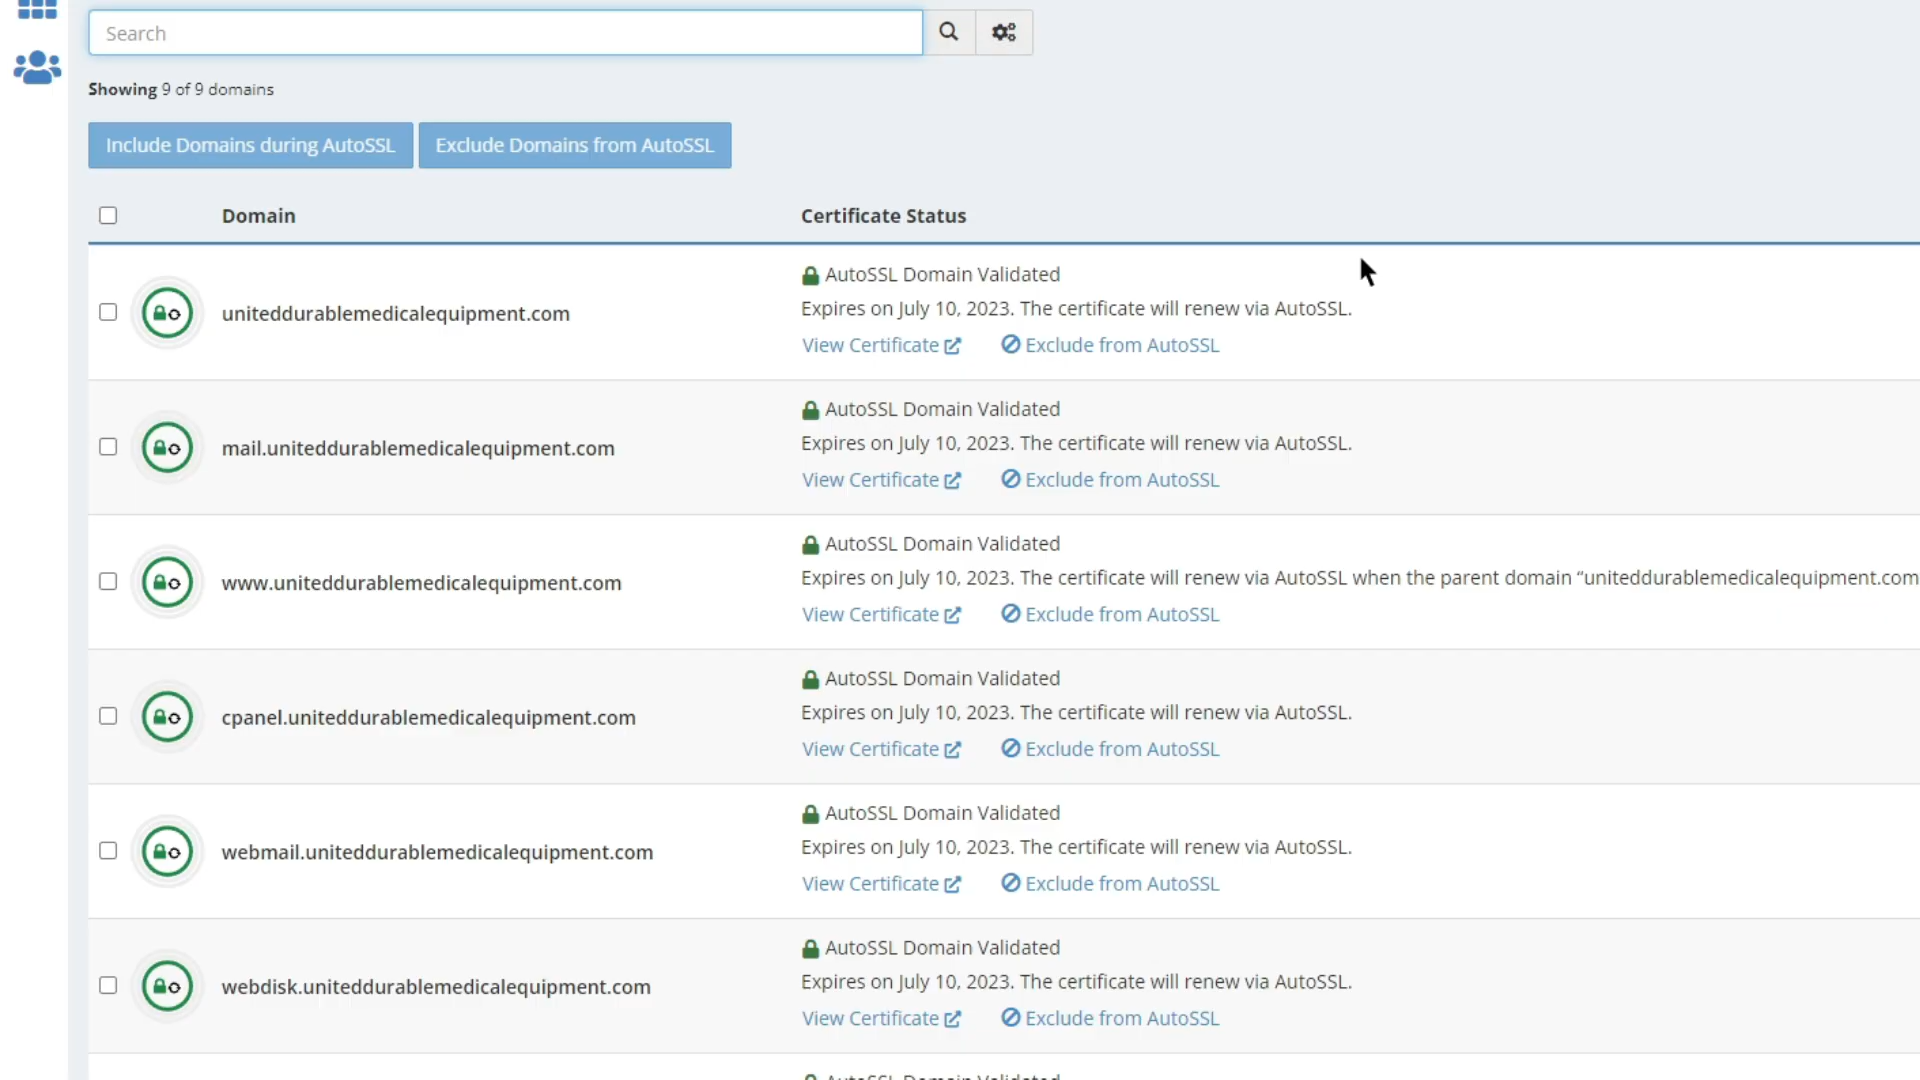 Search
Showing 9 of 9 domains
Include Domains during AutoSSL Exclude Domains from AutoSSL
Domain Certificate Status
uniteddurablemedicalequipment.com
AutoSSL Domain Validated
Expires on July 10, 2023. The certificate will renew via AutoSSL.
View Certificate Exclude from AutoSSL
mail.uniteddurablemedicalequipment.com
AutoSSL Domain Validated
Expires on July 10, 2023. The certificate will renew via AutoSSL.
View Certificate Exclude from AutoSSL
www.uniteddurablemedicalequipment.com
AutoSSL Domain Validated
Expires on July 10, 2023. The certificate will renew via AutoSSL when the parent domain “uniteddurablemedicalequipment.com
View Certificate Exclude from AutoSSL
cpanel.uniteddurablemedicalequipment.com
AutoSSL Domain Validated
Expires on July 10, 2023. The certificate will renew via AutoSSL.
View Certificate Exclude from AutoSSL
webmail.uniteddurablemedicalequipment.com
AutoSSL Domain Validated
Expires on July 10, 2023. The certificate will renew via AutoSSL.
View Certificate Exclude from AutoSSL
webdisk.uniteddurablemedicalequipment.com
AutoSSL Domain Validated
Expires on July 10, 2023. The certificate will renew via AutoSSL.
View Certificate Exclude from AutoSSL
AutoSSL Domain Validated